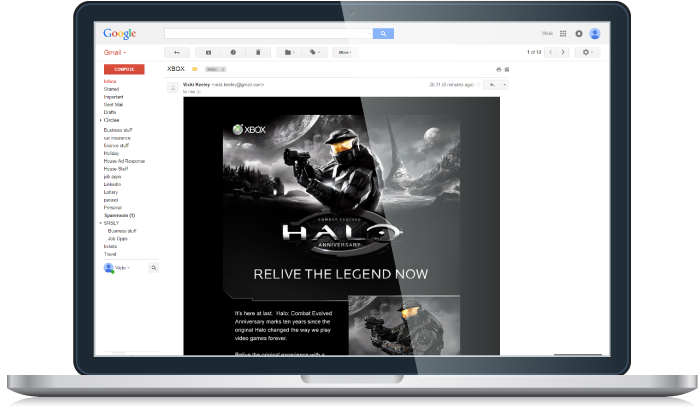 Google
Vicki
Gmail
More
1 of 12
COMPOSE
XBOX
Inbox x
Inbox
Vicki Keeley <vicki.keeley@gmail.com>
20:31 (8 minutes ago)
to me
Starred
Important
Sent Mail
Drafts
Circles
Business stuff
car insurance
finance stuff
Holiday
House Ad Response
House Stuff
job apps
LinkedIn
Lottery
Personal
Spareroom (1)
SRSLY
Business stuff
Job Opps
tickets
Travel
Vicki
XBOX
COMBAT EVOLVED
HALO
ANNIVERSARY
RELIVE THE LEGEND NOW
It's here at last. Halo: Combat Evolved
Anniversary marks ten years since the
original Halo changed the way we play
video games forever.
Relive the original experience with a